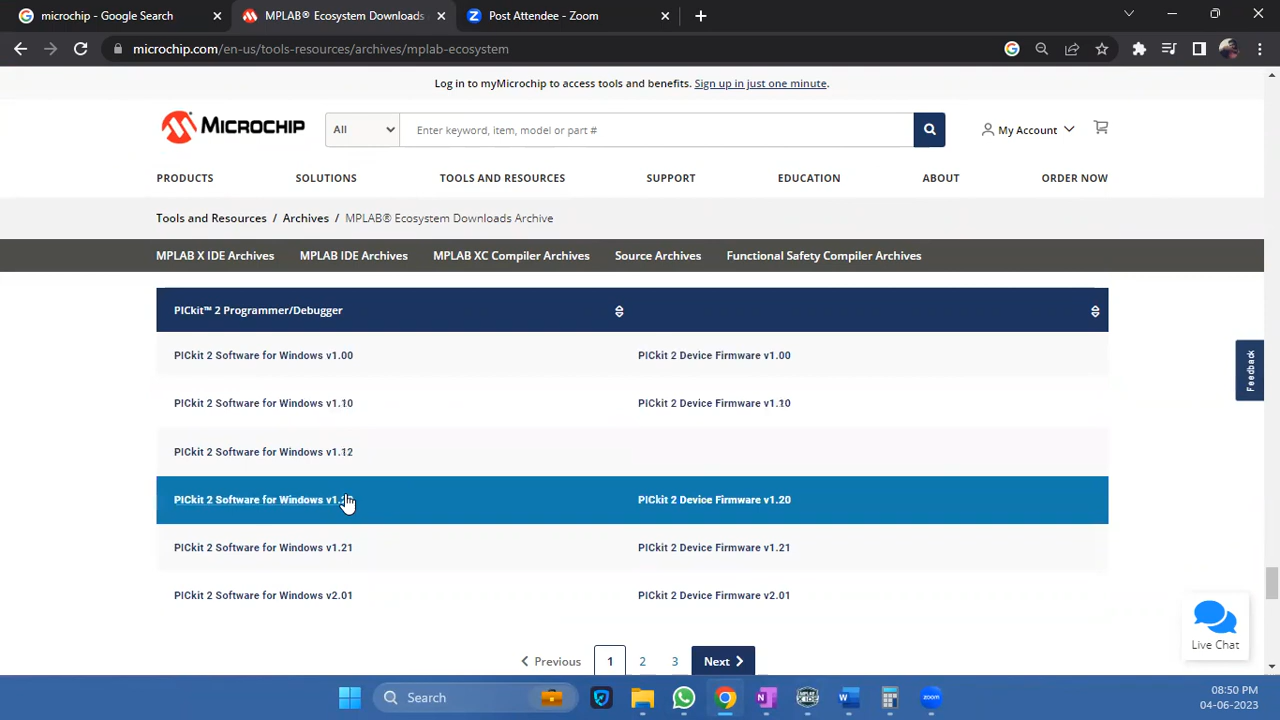 microchip - Google Search
MPLAB® Ecosystem Downloads
Post Attendee - Zoom
microchip.com/en-us/tools-resources/archives/mplab-ecosystem
Log in to myMicrochip to access tools and benefits. Sign up in just one minute.
MICROCHIP
All
Enter keyword, item, model or part #
My Account
PRODUCTS
SOLUTIONS
TOOLS AND RESOURCES
SUPPORT
EDUCATION
ABOUT
ORDER NOW
Tools and Resources / Archives / MPLAB® Ecosystem Downloads Archive
MPLAB X IDE Archives
MPLAB IDE Archives
MPLAB XC Compiler Archives
Source Archives
Functional Safety Compiler Archives
PICkit™ 2 Programmer/Debugger
PICkit 2 Software for Windows v1.00
PICkit 2 Device Firmware v1.00
PICkit 2 Software for Windows v1.10
PICkit 2 Device Firmware v1.10
PICkit 2 Software for Windows v1.12
PICkit 2 Software for Windows
PICkit 2 Device Firmware v1.20
PICkit 2 Software for Windows v1.21
PICkit 2 Device Firmware v1.21
PICkit 2 Software for Windows v2.01
PICkit 2 Device Firmware v2.01
Feedback
Previous
1
2
3
Next
Live Chat
Search
08:50 PM
04-06-2023